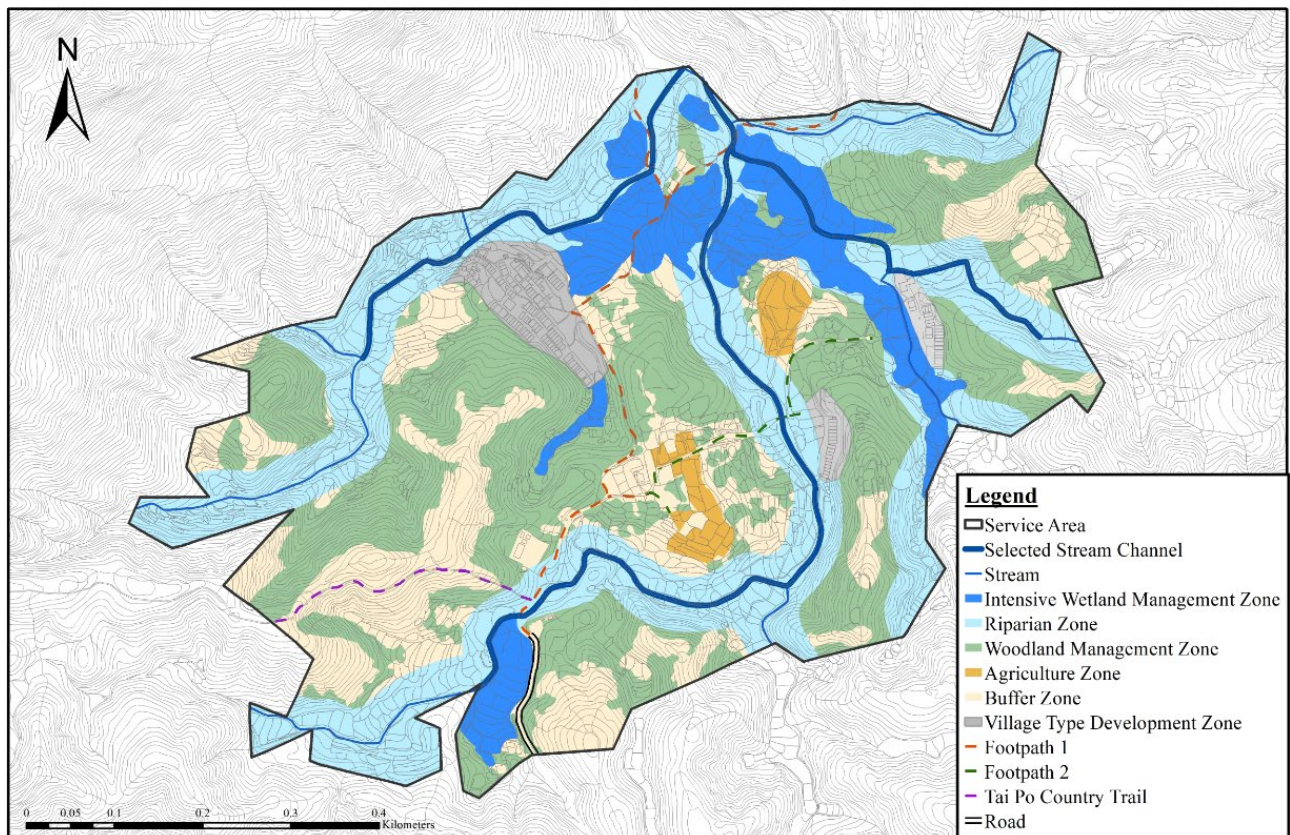 N
Legend
Service Area
Selected Stream Channel
Stream
Intensive Wetland Management Zone
Riparian Zone
Woodland Management Zone
Agriculture Zone
Buffer Zone
Village Type Development Zone
Footpath 1
Footpath 2
Tai Po Country Trail
Road
0 0.05 0.1 0.2 0.3 0.4
Kilometers